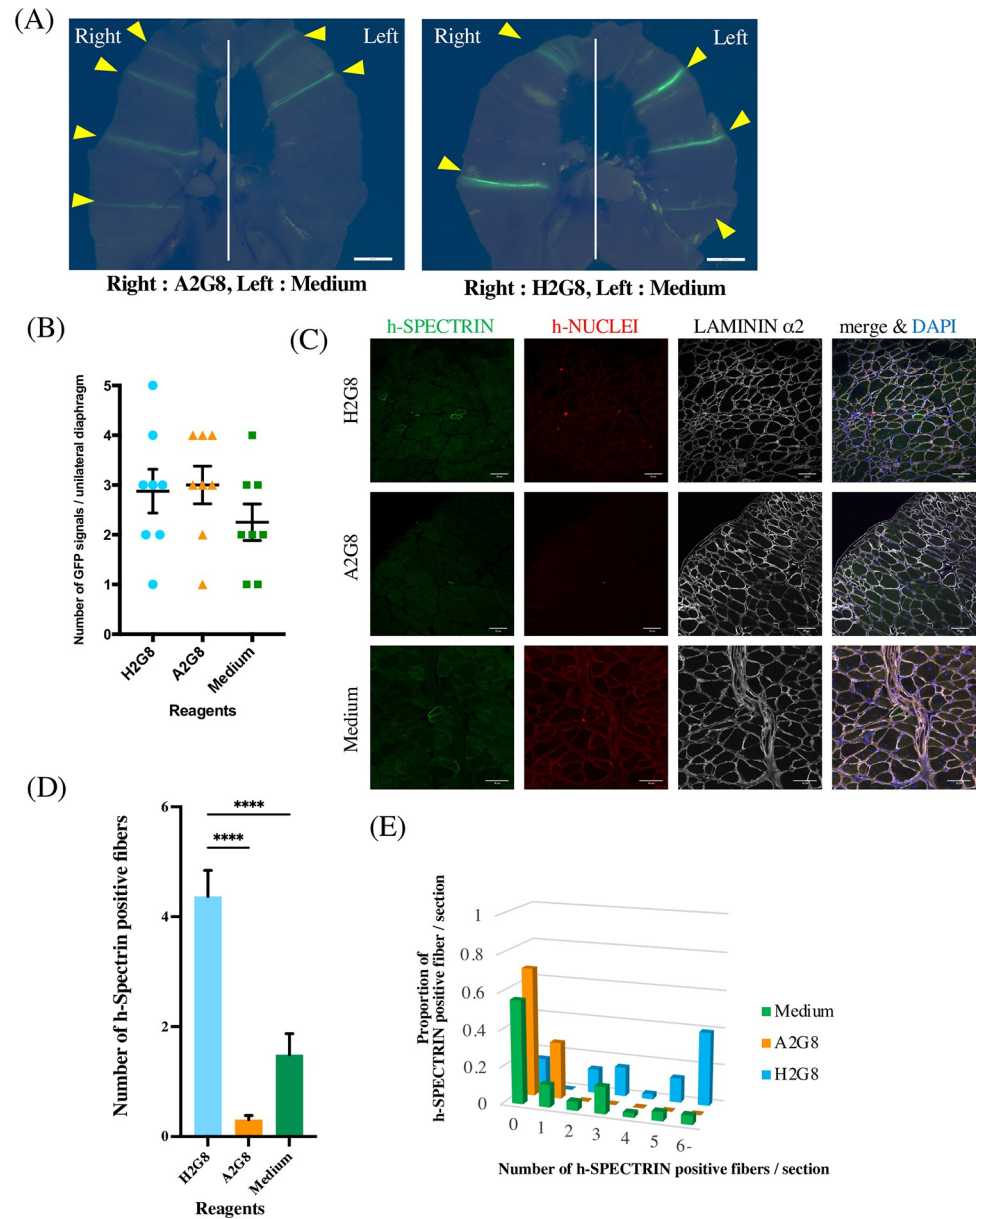 (A)
Right
Left
Right
Left
Right : A2G8, Left : Medium
Right : H2G8, Left : Medium
(B)
Number of GFP signals / unilateral diaphragm
5
4
3
2
1
0
H2G8
A2G8
Medium
Reagents
(C)
h-SPECTRIN
h-NUCLEI
LAMININ α2
merge & DAPI
H2G8
A2G8
Medium
(D)
Number of h-Spectrin positive fibers
6
4
2
0
****
****
H2G8
A2G8
Medium
Reagents
(E)
Proportion of
h-SPECTRIN positive fiber / section
1
0.8
0.6
0.4
0.2
0
0
1
2
3
4
5
6-
Number of h-SPECTRIN positive fibers / section
Medium
A2G8
H2G8